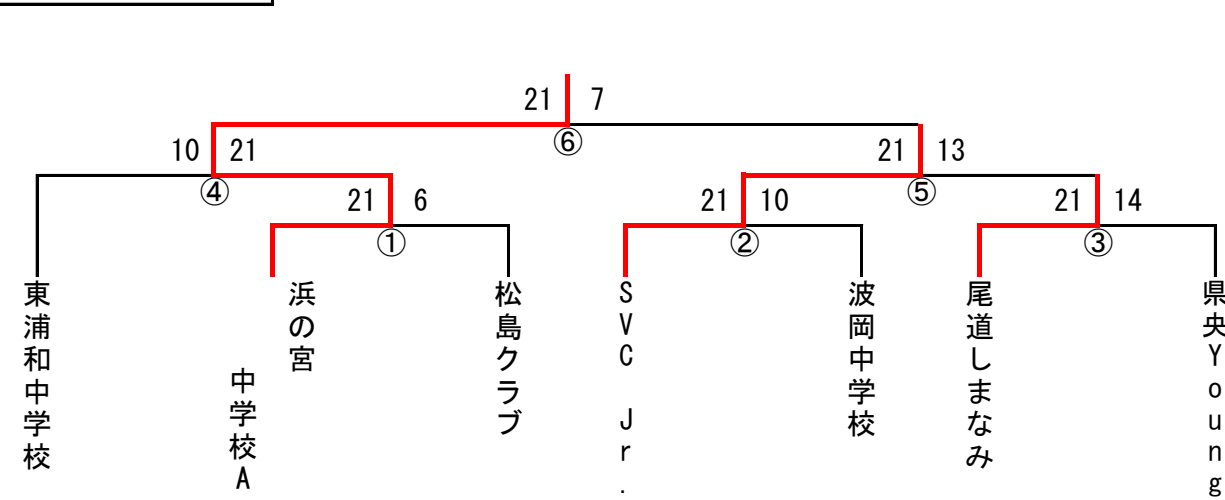 21 7
⑥
10 21
21 13
④
⑤
21 6
21 10
21 14
①
②
③
東浦和中学校
浜の宮
中学校A
松島クラブ
SVC Jr.
波岡中学校
尾道しまなみ
県央Young